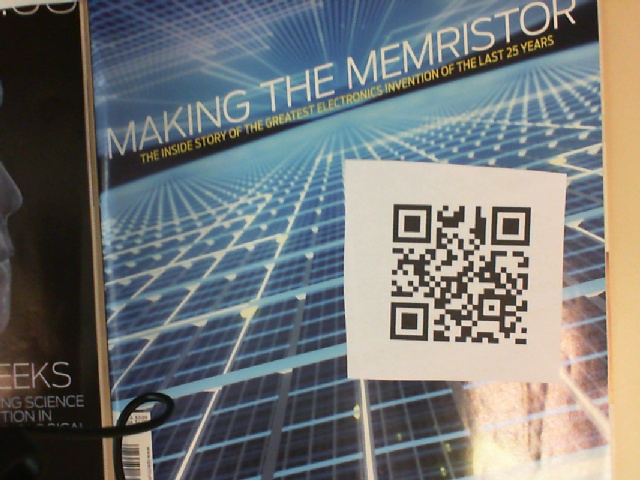 MAKING THE MEMRISTOR
THE INSIDE STORY OF THE GREATEST ELECTRONICS INVENTION OF THE LAST 25 YEARS
EEKS
NG SCIENCE
TION IN